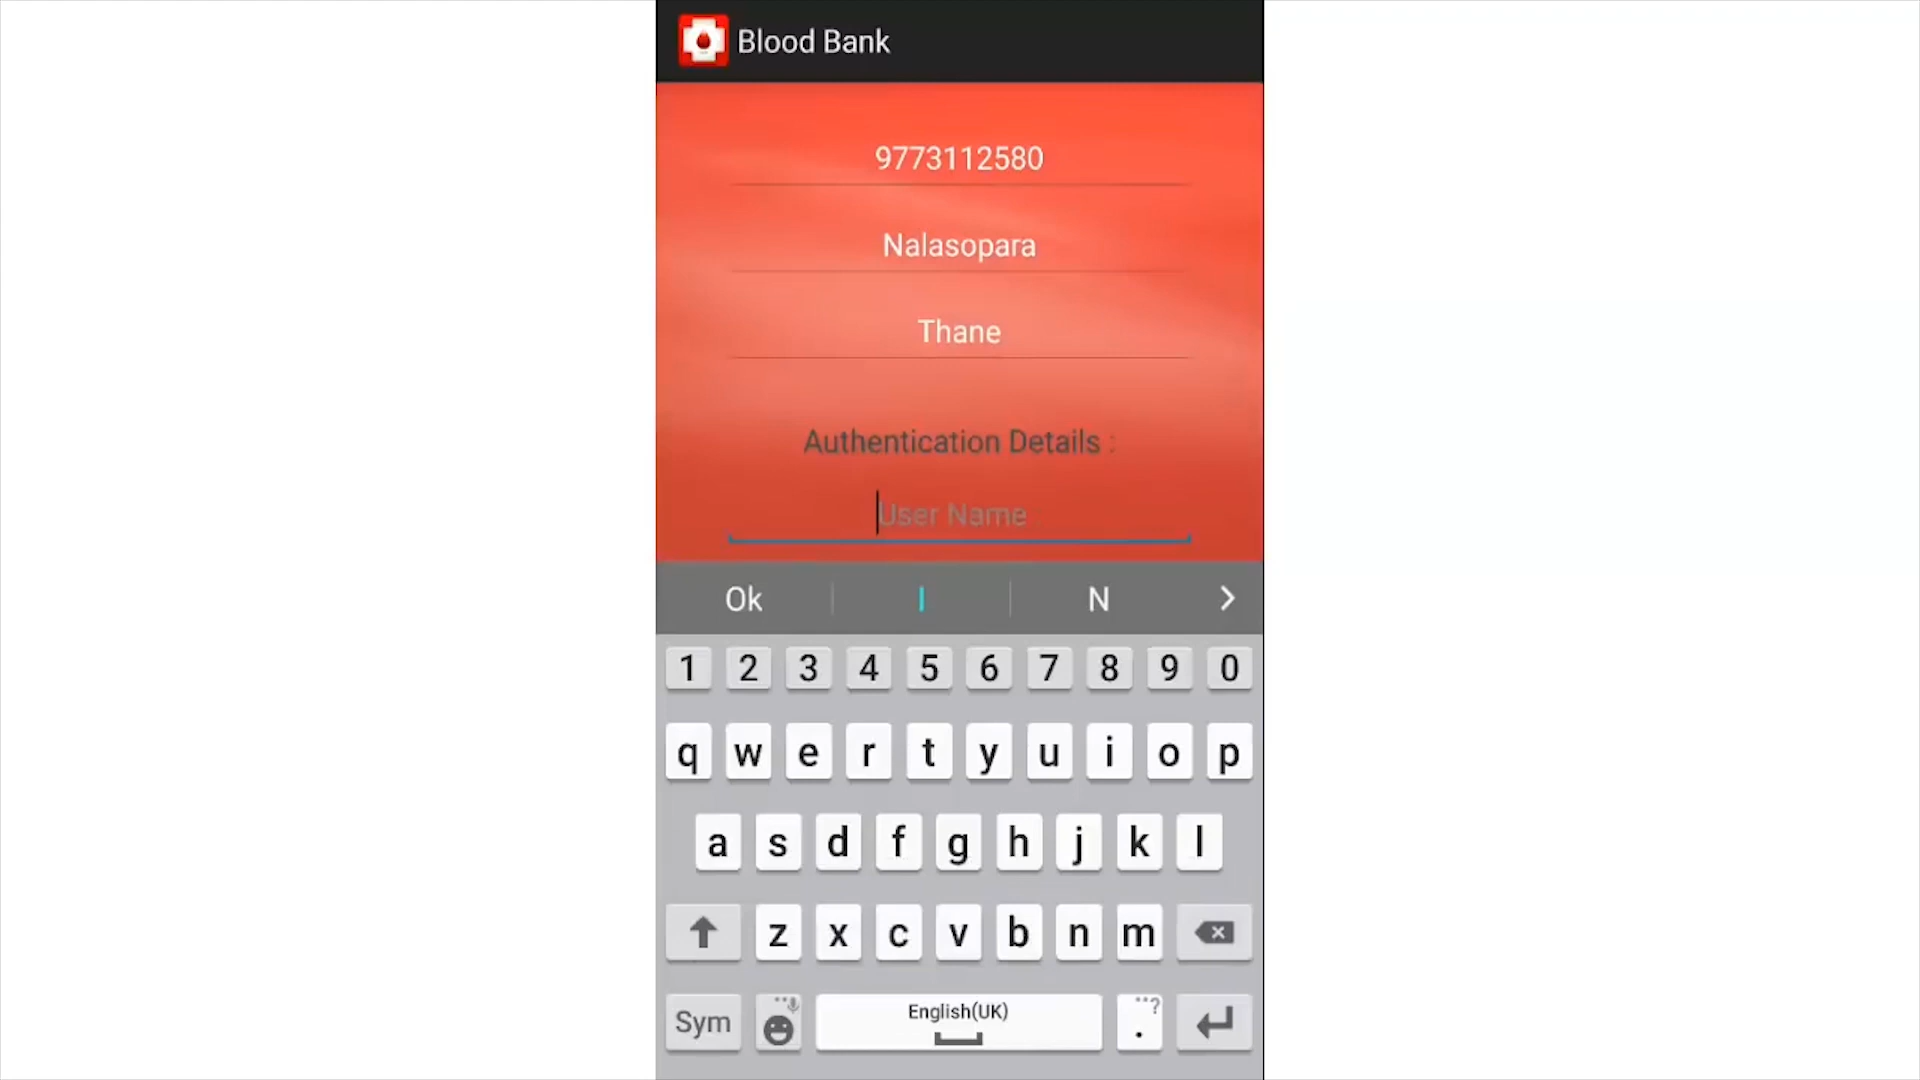 Blood Bank
9773112580
Nalasopara
Thane
Authentication Details :
User Name
Ok I N
1 2 3 4 5 6 7 8 9 0
q w e r t y u i o p
a s d f g h j k l
z x c v b n m
Sym English(UK) . ?